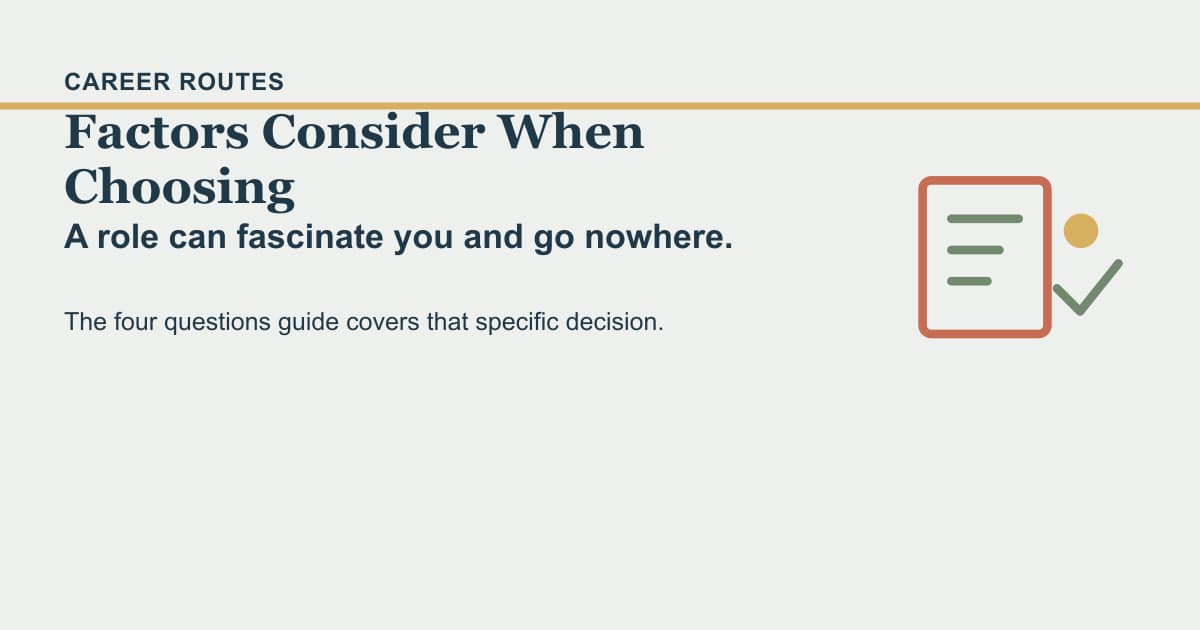 CAREER ROUTES
Factors Consider When
Choosing
A role can fascinate you and go nowhere.
The four questions guide covers that specific decision.